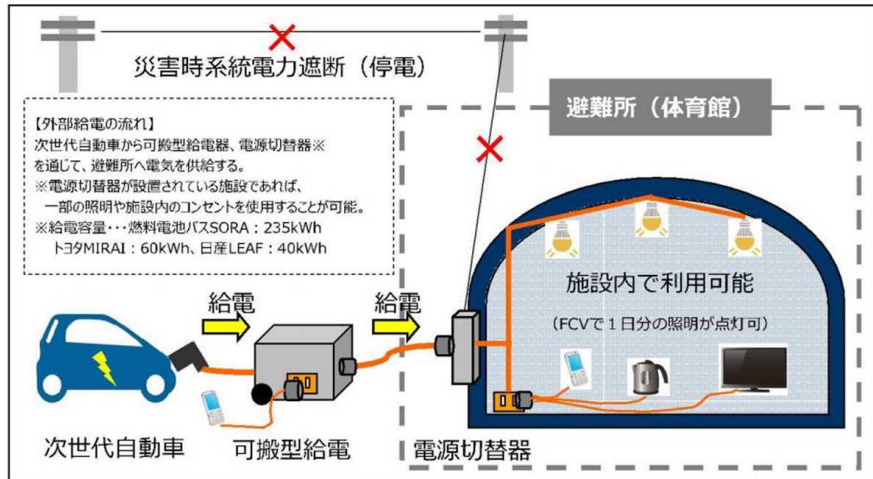 災害時系統電力遮断（停電）
避難所（体育館）
【外部給電の流れ】
次世代自動車から可搬型給電器、電源切替器※
を通じて、避難所へ電気を供給する。
※電源切替器が設置されている施設であれば、
一部の照明や施設内のコンセントを使用することが可能。
※給電容量･･･燃料電池バスSORA：235kWh
トヨタMIRAI：60kWh、日産LEAF：40kWh
施設内で利用可能
（FCVで１日分の照明が点灯可）
給電
給電
次世代自動車
可搬型給電
電源切替器